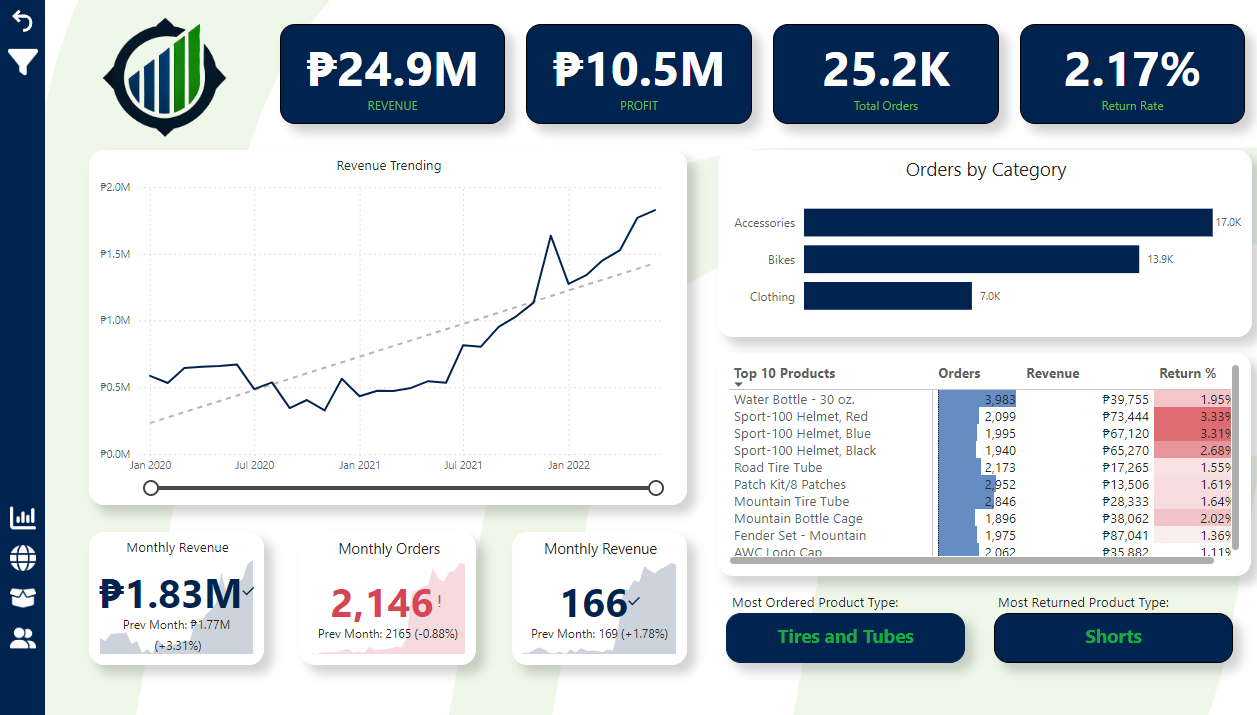 ₱24.9M
REVENUE
₱10.5M
PROFIT
25.2K
Total Orders
2.17%
Return Rate
Revenue Trending
₱2.0M
₱1.5M
₱1.0M
₱0.5M
₱0.0M
Jan 2020 Jul 2020 Jan 2021 Jul 2021 Jan 2022
Orders by Category
Accessories 17.0K
Bikes 13.9K
Clothing 7.0K
Top 10 Products Orders Revenue Return %
Water Bottle - 30 oz. 3,983 ₱39,755 1.95%
Sport-100 Helmet, Red 2,099 ₱73,444 3.33%
Sport-100 Helmet, Blue 1,995 ₱67,120 3.31%
Sport-100 Helmet, Black 1,940 ₱65,270 2.68%
Road Tire Tube 2,173 ₱17,265 1.55%
Patch Kit/8 Patches 2,952 ₱13,506 1.61%
Mountain Tire Tube 2,846 ₱28,333 1.64%
Mountain Bottle Cage 1,896 ₱38,062 2.02%
Fender Set - Mountain 1,975 ₱87,041 1.36%
AWC Logo Cap 2,062 ₱35,882 1.11%
Monthly Revenue
₱1.83M
Prev Month: ₱1.77M
(+3.31%)
Monthly Orders
2,146!
Prev Month: 2165 (-0.88%)
Monthly Revenue
166
Prev Month: 169 (+1.78%)
Most Ordered Product Type:
Tires and Tubes
Most Returned Product Type:
Shorts